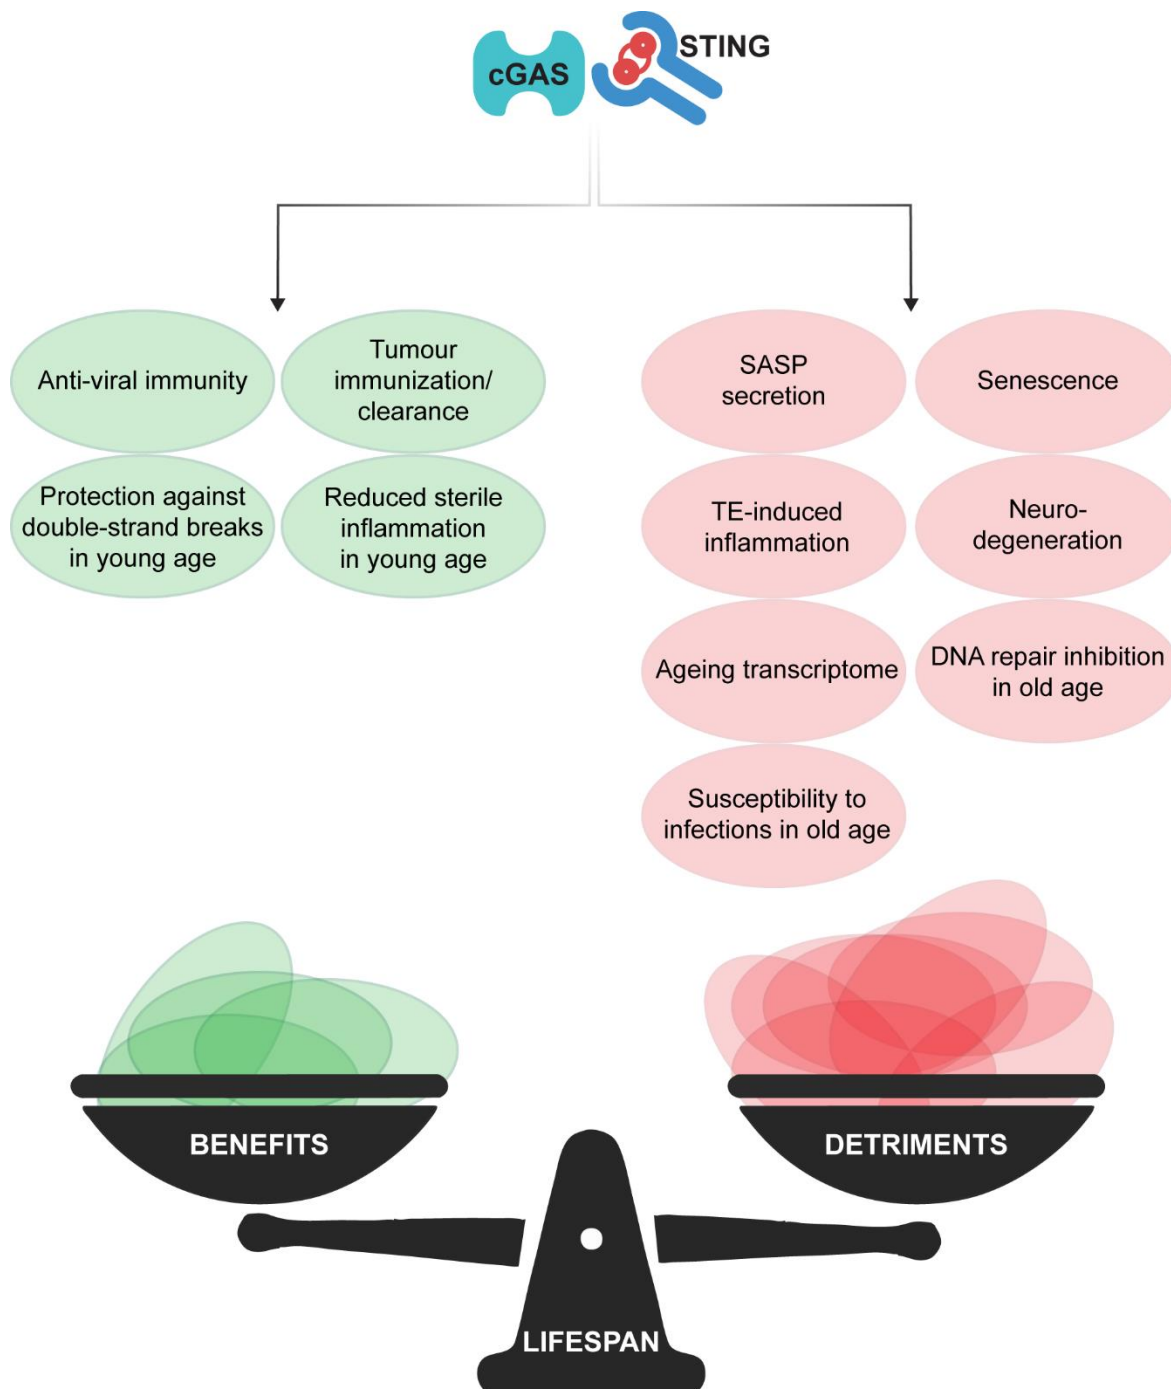 cGAS
STING
Anti-viral immunity
Tumour
immunization/
clearance
Protection against
double-strand breaks
in young age
Reduced sterile
inflammation
in young age
SASP
secretion
Senescence
TE-induced
inflammation
Neuro-
degeneration
Ageing transcriptome
DNA repair inhibition
in old age
Susceptibility to
infections in old age
BENEFITS
DETRIMENTS
LIFESPAN